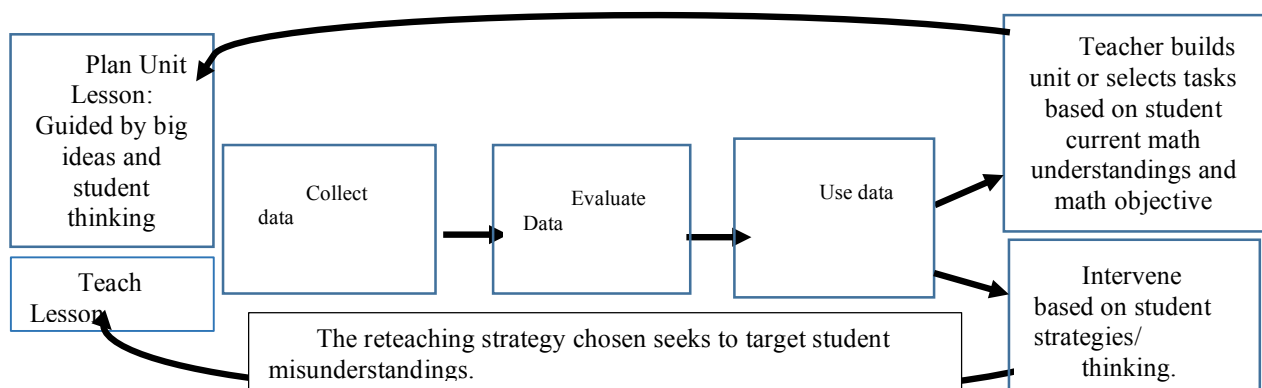 Plan Unit
Lesson:
Guided by big
ideas and
student
thinking
Teach
Lesson
Collect
data
Evaluate
Data
Use data
Teacher builds
unit or selects tasks
based on student
current math
understandings and
math objective
Intervene
based on student
strategies/
thinking.
The reteaching strategy chosen seeks to target student
misunderstandings.